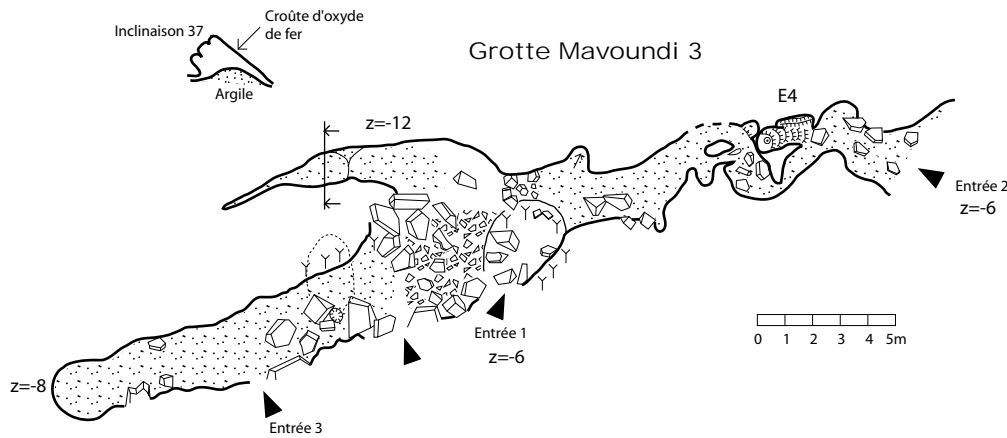 Croûte d'oxyde
de fer
Inclinaison 37
Argile
Grotte Mavoundi 3
E4
z=-12
Entrée 2
z=-6
Entrée 1
z=-6
0 1 2 3 4 5m
z=-8
Entrée 3